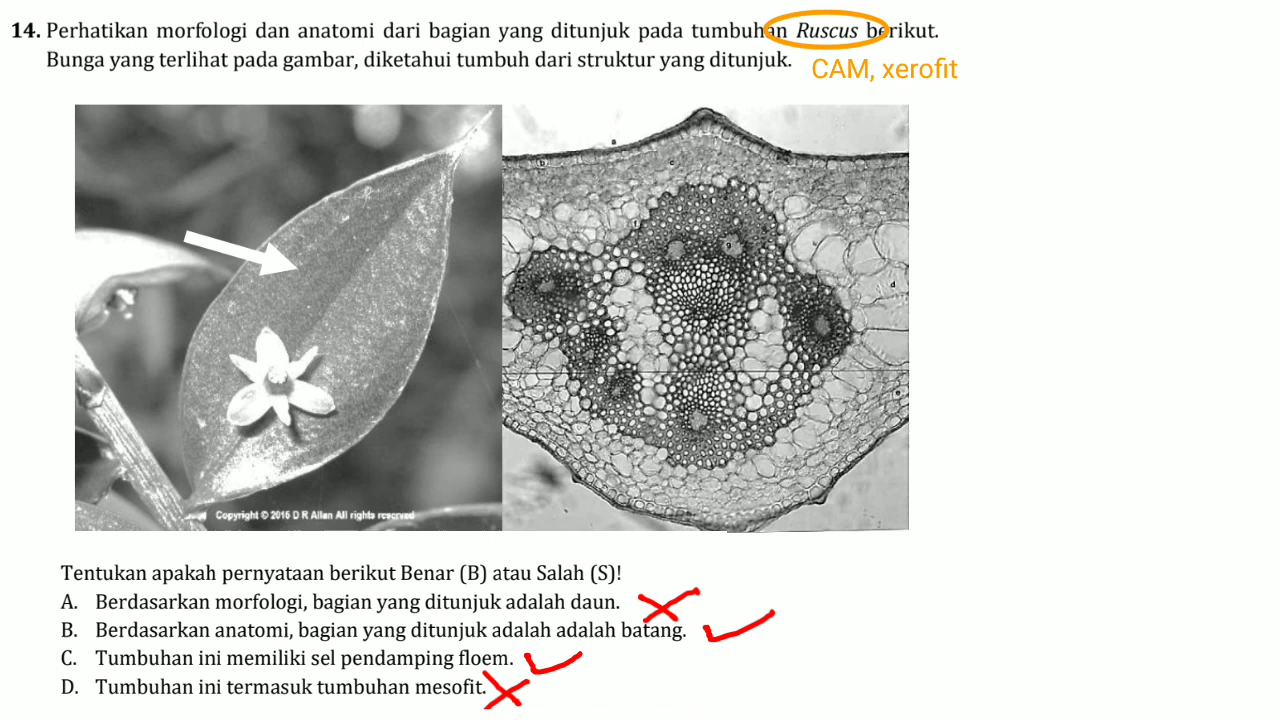 14. Perhatikan morfologi dan anatomi dari bagian yang ditunjuk pada tumbuhan Ruscus berikut.
Bunga yang terlihat pada gambar, diketahui tumbuh dari struktur yang ditunjuk.
CAM, xerofit
Copyright © 2015 D R Allen All rights reserved
Tentukan apakah pernyataan berikut Benar (B) atau Salah (S)!
A. Berdasarkan morfologi, bagian yang ditunjuk adalah daun.
B. Berdasarkan anatomi, bagian yang ditunjuk adalah adalah batang.
C. Tumbuhan ini memiliki sel pendamping floem.
D. Tumbuhan ini termasuk tumbuhan mesofit.